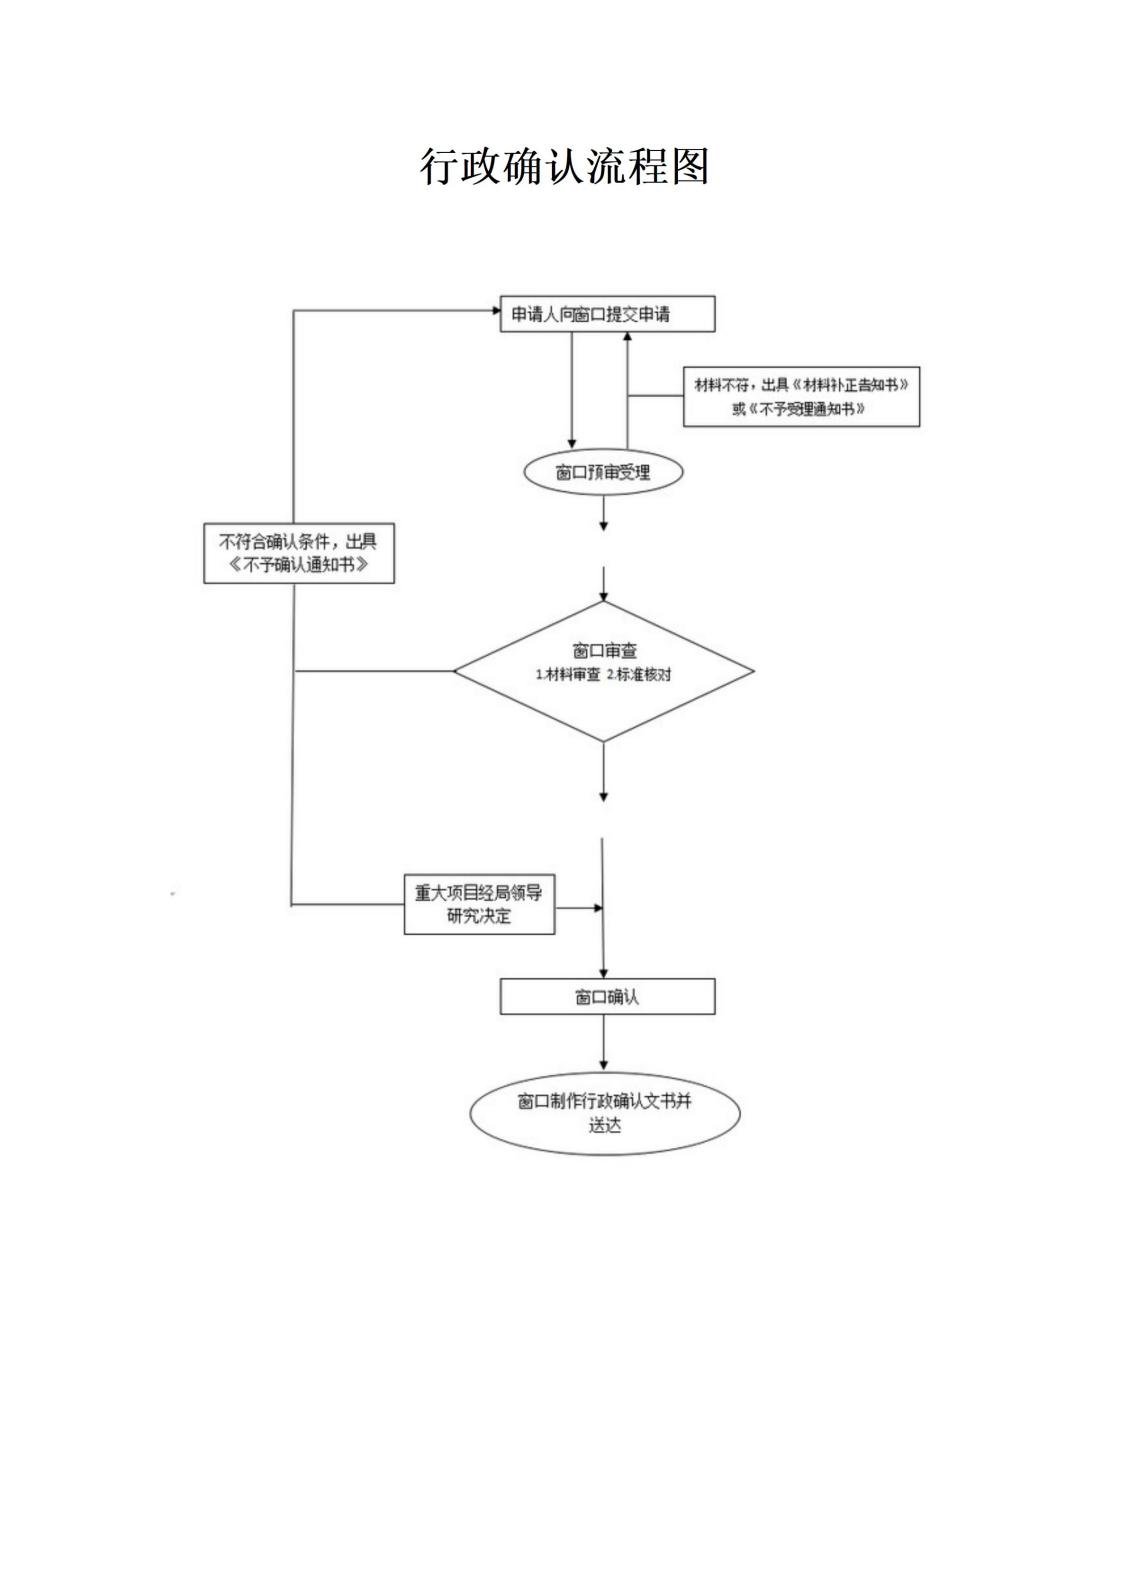 行政确认流程图
申请人向窗口提交申请
材料不符，出具《材料补正告知书》
或《不予受理通知书》
窗口预审受理
不符合确认条件，出具
《不予确认通知书》
窗口审查
1.材料审查 2.标准核对
重大项目经局领导
研究决定
窗口确认
窗口制作行政确认文书并
送达